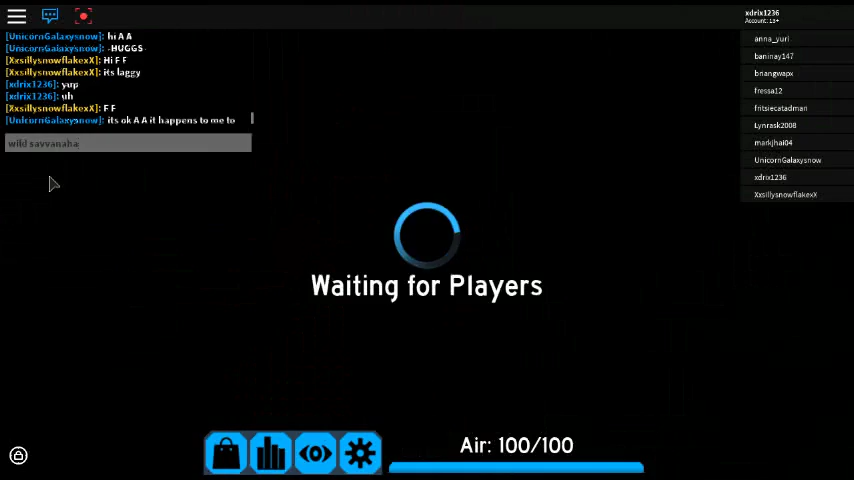 xdrix1236
Account: 13+
[UnicornGalaxysnow]: hi A A
[UnicornGalaxysnow]: -HUGGS-
[XxsillysnowflakexX]: Hi F F
[XxsillysnowflakexX]: its laggy
[xdrix1236]: yup
[xdrix1236]: uh
[XxsillysnowflakexX]: F F
[UnicornGalaxysnow]: its ok A A it happens to me to
wild savvanaha
anna_yurl
baninay147
briangwapx
fressa12
fritsiecatadman
Lynrask2008
markjhai04
UnicornGalaxysnow
xdrix1236
XxsillysnowflakexX
Waiting for Players
Air: 100/100